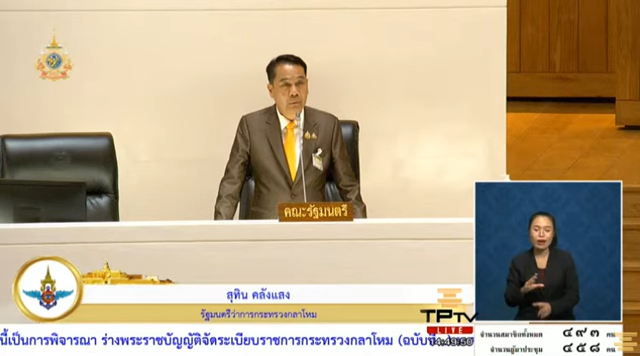 คณะรัฐมนตรี
สุทิน คลังแสง
รัฐมนตรีว่าการกระทรวงกลาโหม
TPTV
LIVE
14:49:50
นี้เป็นการพิจารณา ร่างพระราชบัญญัติจัดระเบียบราชการกระทรวงกลาโหม (ฉบับ
จำนวนสมาชิกทั้งหมด ๔๙๓ คน
จำนวนผู้มาประชุม ๔๕๘ คน